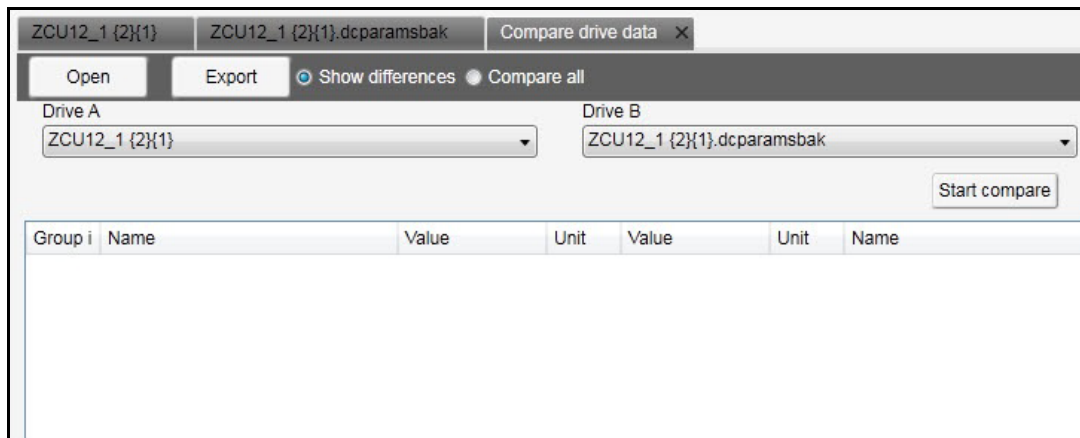 ZCU12_1 {2}{1} ZCU12_1 {2}{1}.dcparamsbak Compare drive data
Open Export Show differences Compare all
Drive A Drive B
ZCU12_1 {2}{1} ZCU12_1 {2}{1}.dcparamsbak
Start compare
Group i Name Value Unit Value Unit Name